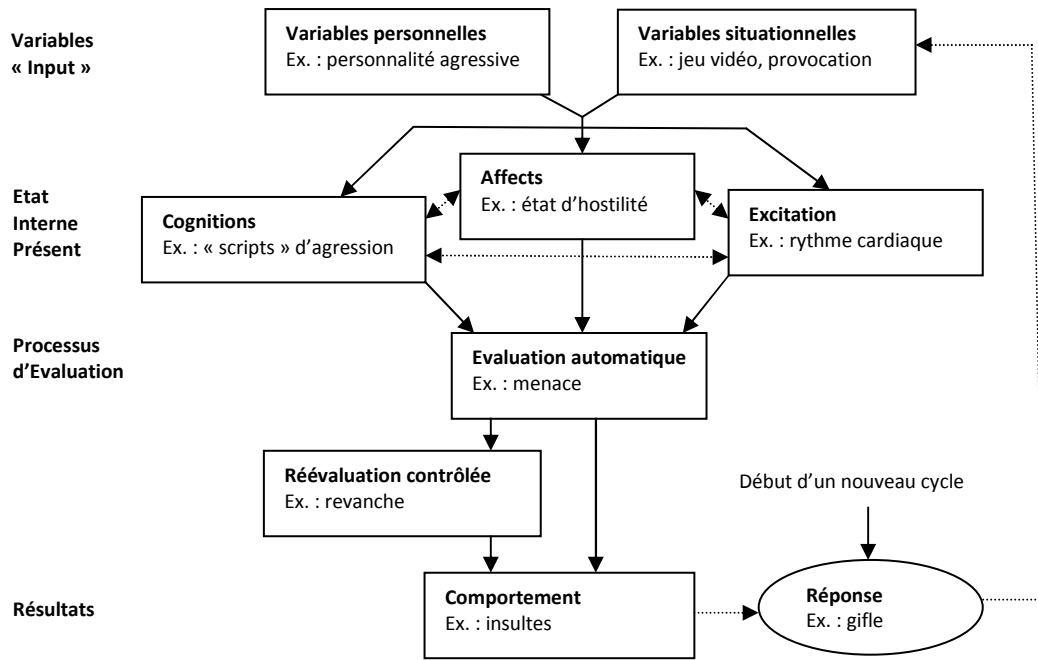 Variables
« Input »
Variables personnelles
Ex. : personnalité agressive
Variables situationnelles
Ex. : jeu vidéo, provocation
Etat
Interne
Présent
Cognitions
Ex. : « scripts » d’agression
Affects
Ex. : état d’hostilité
Excitation
Ex. : rythme cardiaque
Processus
d’Evaluation
Evaluation automatique
Ex. : menace
Réévaluation contrôlée
Ex. : revanche
Début d’un nouveau cycle
Résultats
Comportement
Ex. : insultes
Réponse
Ex. : gifle